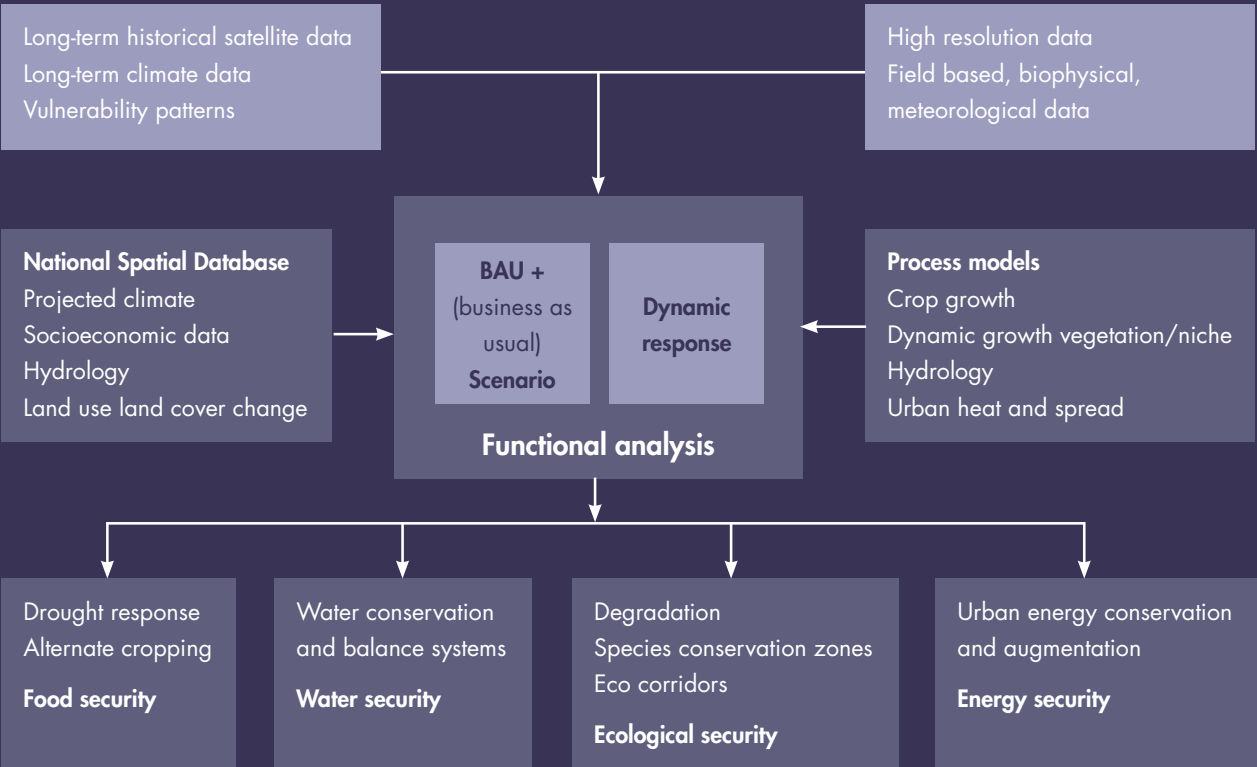 Long-term historical satellite data
Long-term climate data
Vulnerability patterns
High resolution data
Field based, biophysical,
meteorological data
National Spatial Database
Projected climate
Socioeconomic data
Hydrology
Land use land cover change
BAU +
(business as
usual)
Scenario
Dynamic
response
Functional analysis
Process models
Crop growth
Dynamic growth vegetation/niche
Hydrology
Urban heat and spread
Drought response
Alternate cropping
Food security
Water conservation
and balance systems
Water security
Degradation
Species conservation zones
Eco corridors
Ecological security
Urban energy conservation
and augmentation
Energy security